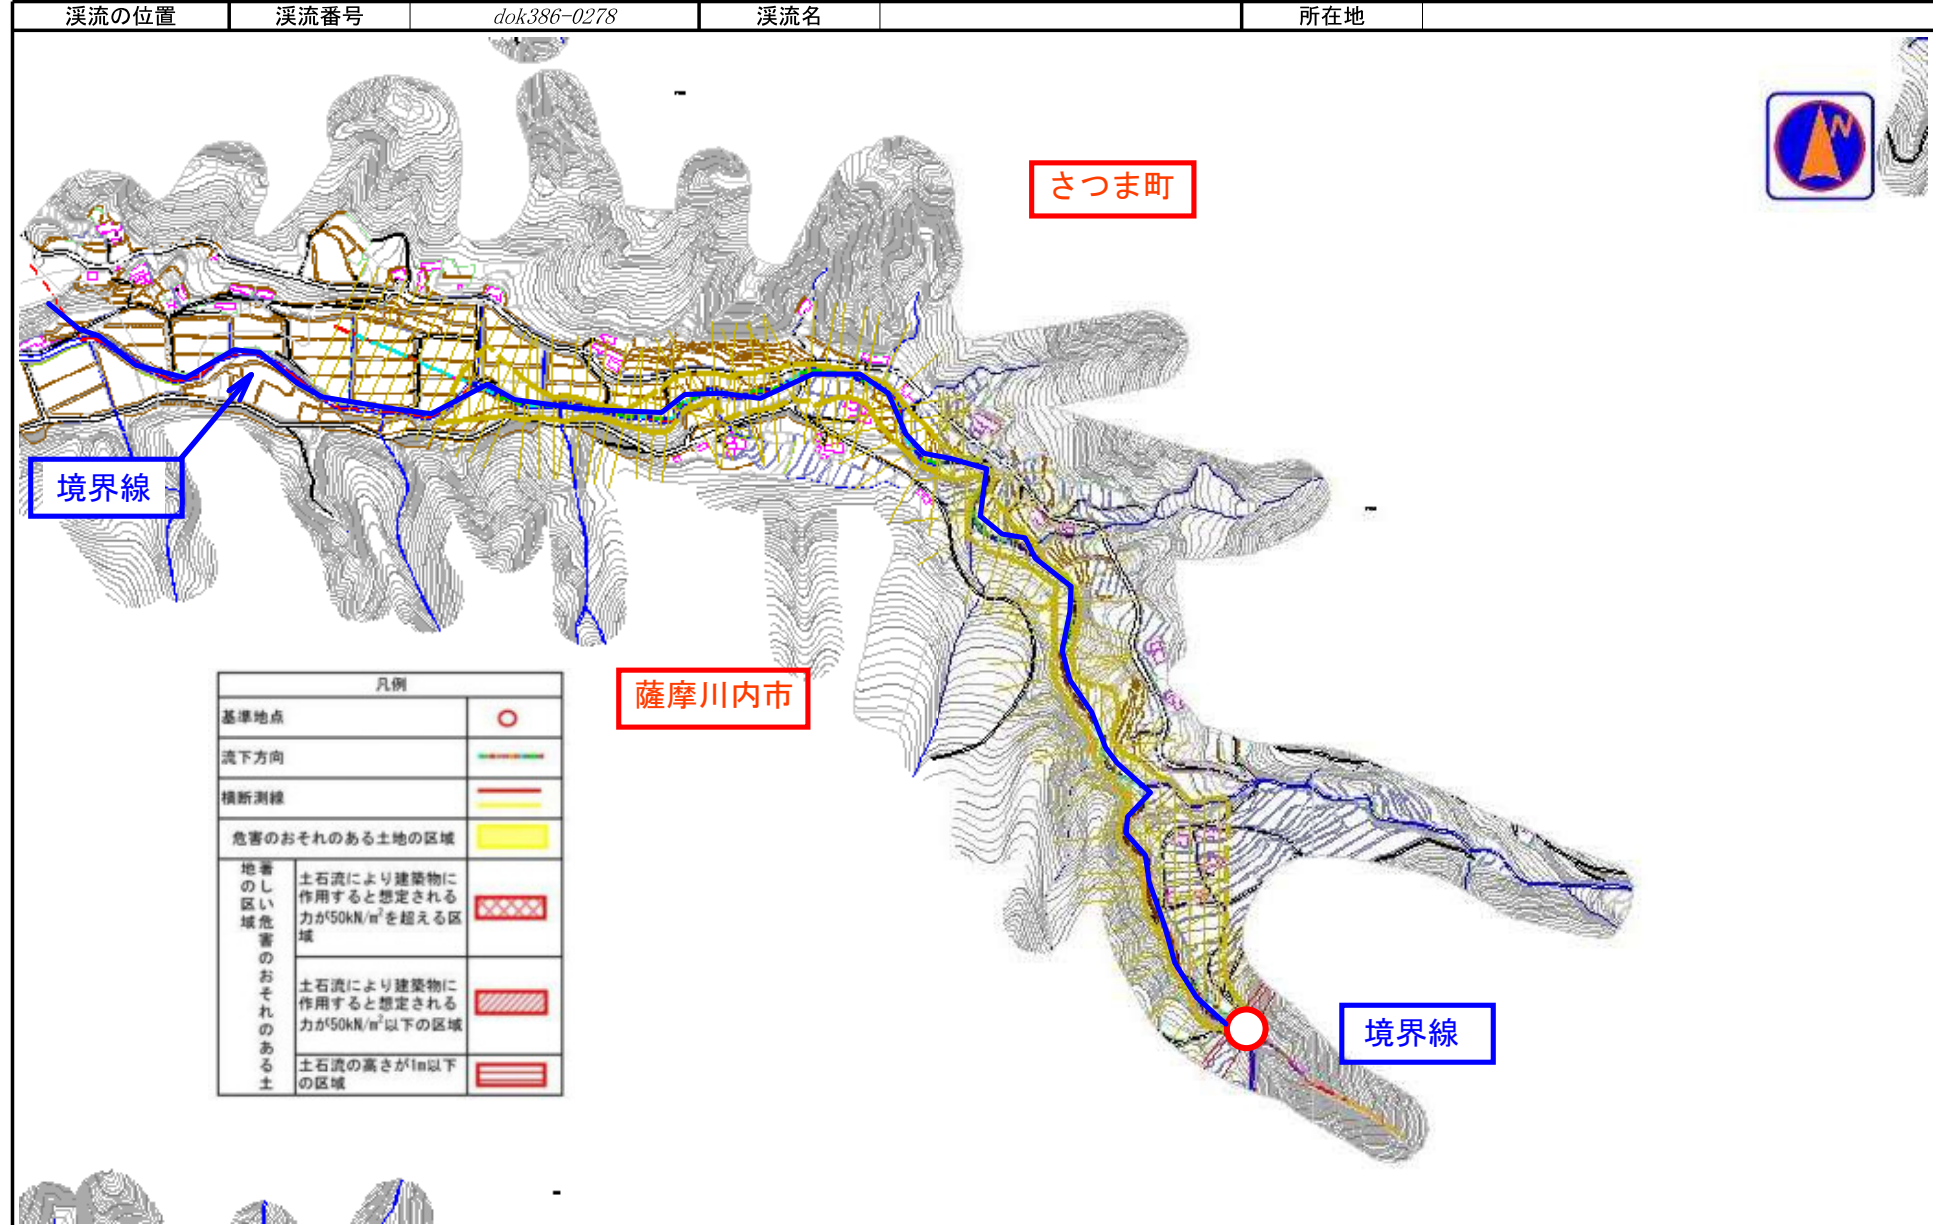 渓流の位置 渓流番号 dok386-0278 渓流名 所在地
N
さつま町
境界線
薩摩川内市
凡例
基準地点
流下方向
横断測線
危害のおそれのある土地の区域
著しい危害のおそれのある土地の区域
土石流により建築物に
作用すると想定される
力が50kN/㎡を超える区
域
土石流により建築物に
作用すると想定される
力が50kN/㎡以下の区域
土石流の高さが1m以下
の区域
境界線